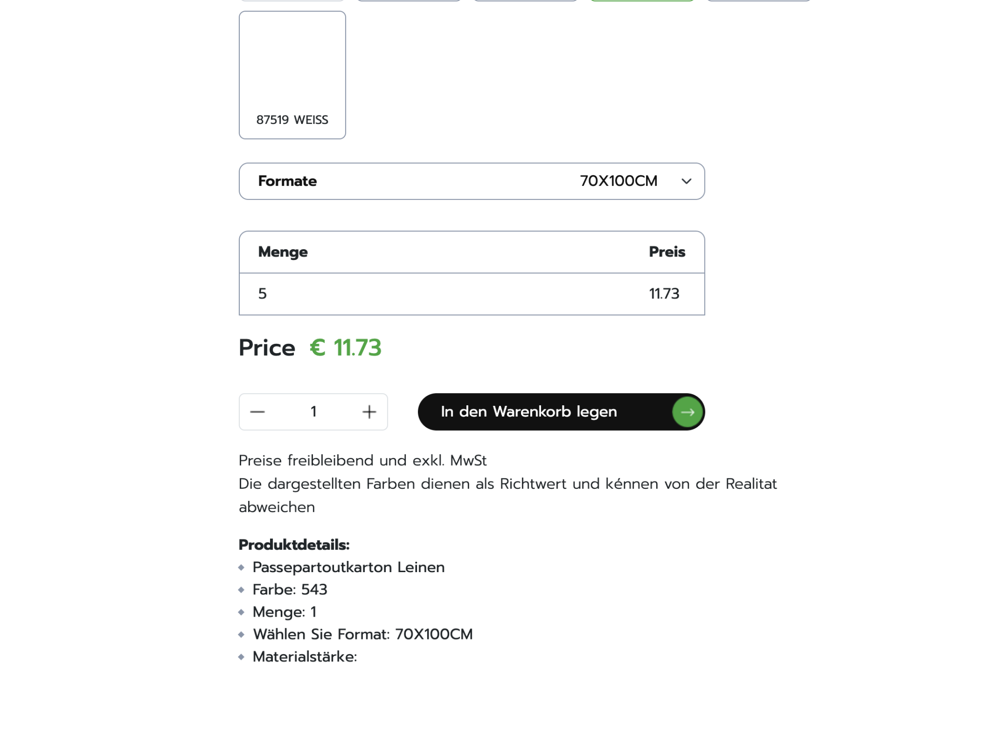 87519 WEISS
Formate 70X100CM
Menge Preis
5 11.73
Price € 11.73
1 In den Warenkorb legen
Preise freibleibend und exkl. MwSt
Die dargestellten Farben dienen als Richtwert und kénnen von der Realitat
abweichen
Produktdetails:
Passepartoutkarton Leinen
Farbe: 543
Menge: 1
Wählen Sie Format: 70X100CM
Materialstärke: